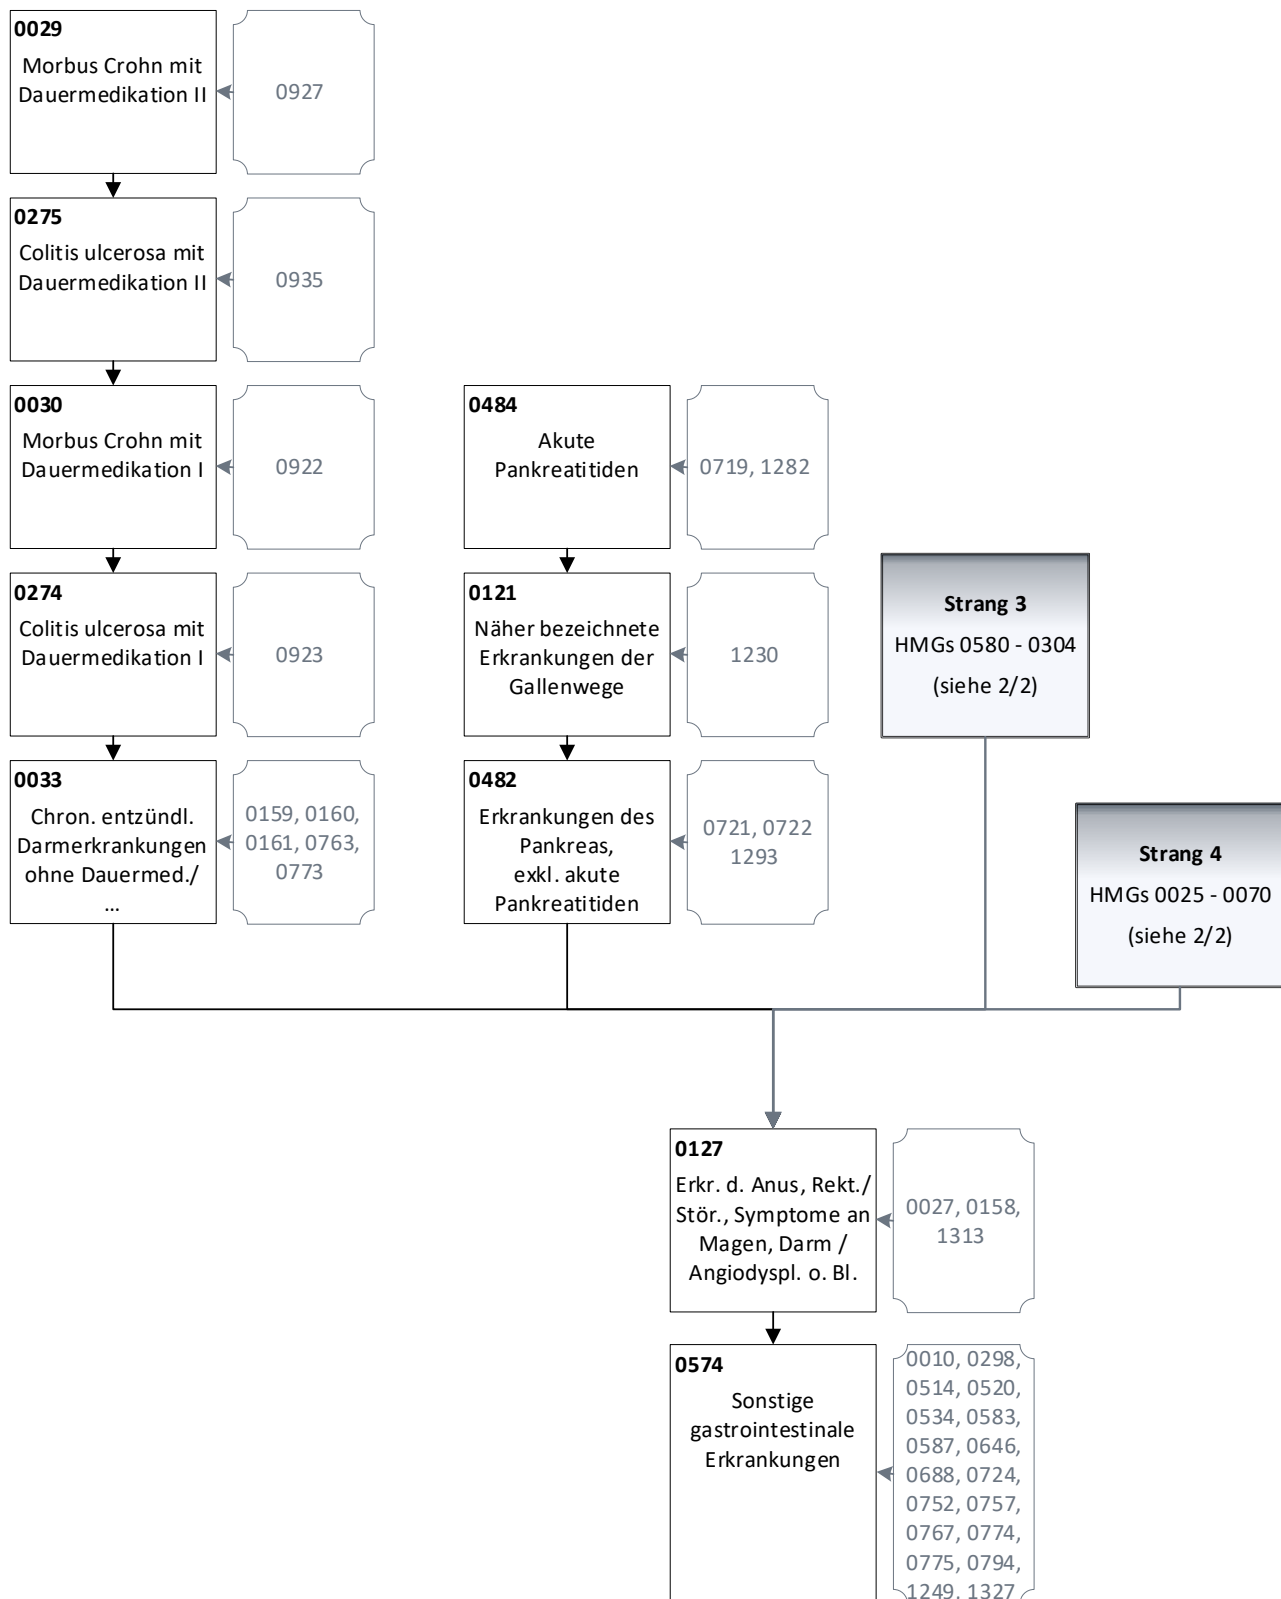 0029
Morbus Crohn mit
Dauermedikation II
0927
0275
Colitis ulcerosa mit
Dauermedikation II
0935
0030
Morbus Crohn mit
Dauermedikation I
0922
0484
Akute
Pankreatitiden
0719, 1282
0274
Colitis ulcerosa mit
Dauermedikation I
0923
0121
Näher bezeichnete
Erkrankungen der
Gallenwege
1230
Strang 3
HMGs 0580 - 0304
(siehe 2/2)
0033
Chron. entzündl.
Darmerkrankungen
ohne Dauermed./
...
0159, 0160,
0161, 0763,
0773
0482
Erkrankungen des
Pankreas,
exkl. akute
Pankreatitiden
0721, 0722
1293
Strang 4
HMGs 0025 - 0070
(siehe 2/2)
0127
Erkr. d. Anus, Rekt./
Stör., Symptome an
Magen, Darm /
Angiodyspl. o. Bl.
0027, 0158,
1313
0574
Sonstige
gastrointestinale
Erkrankungen
0010, 0298,
0514, 0520,
0534, 0583,
0587, 0646,
0688, 0724,
0752, 0757,
0767, 0774,
0775, 0794,
1249, 1327